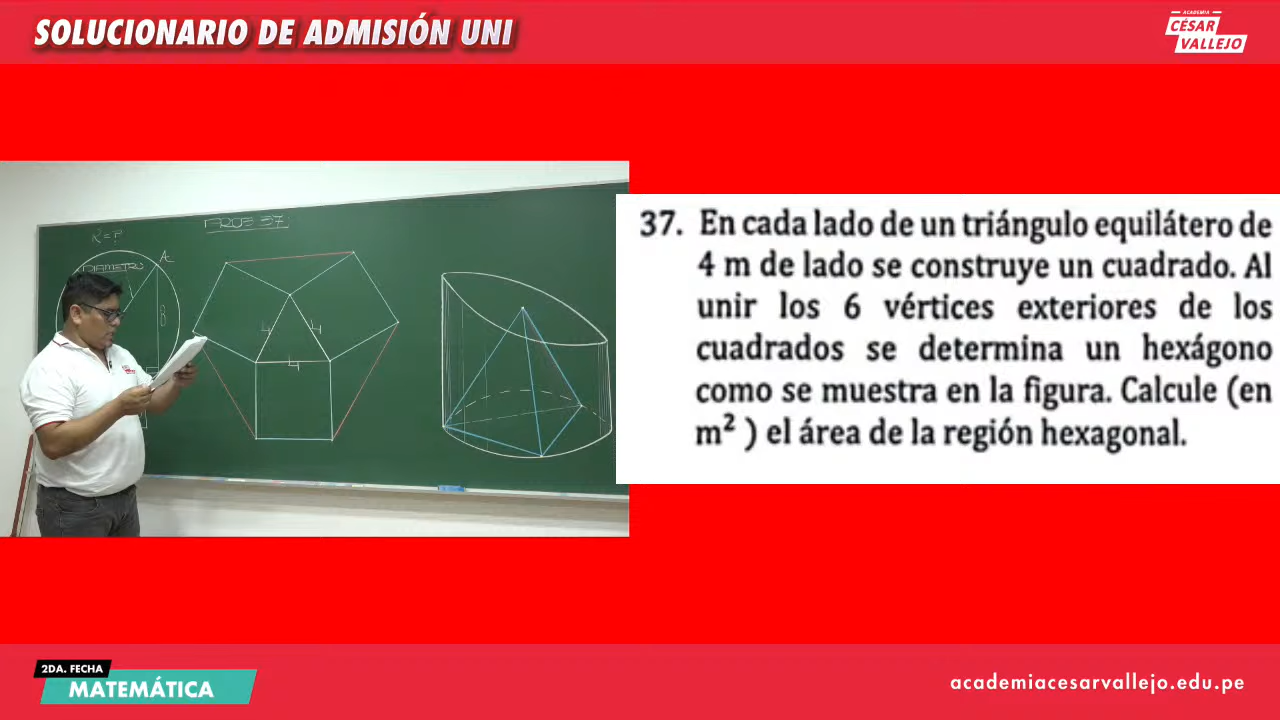 SOLUCIONARIO DE ADMISIÓN UNI
ACADEMIA
CÉSAR
VALLEJO
PROB 37
DIAMETRO
8
4
4
4
37. En cada lado de un triángulo equilátero de
4 m de lado se construye un cuadrado. Al
unir los 6 vértices exteriores de los
cuadrados se determina un hexágono
como se muestra en la figura. Calcule (en
m² ) el área de la región hexagonal.
2DA. FECHA
MATEMÁTICA
academiacesarvallejo.edu.pe